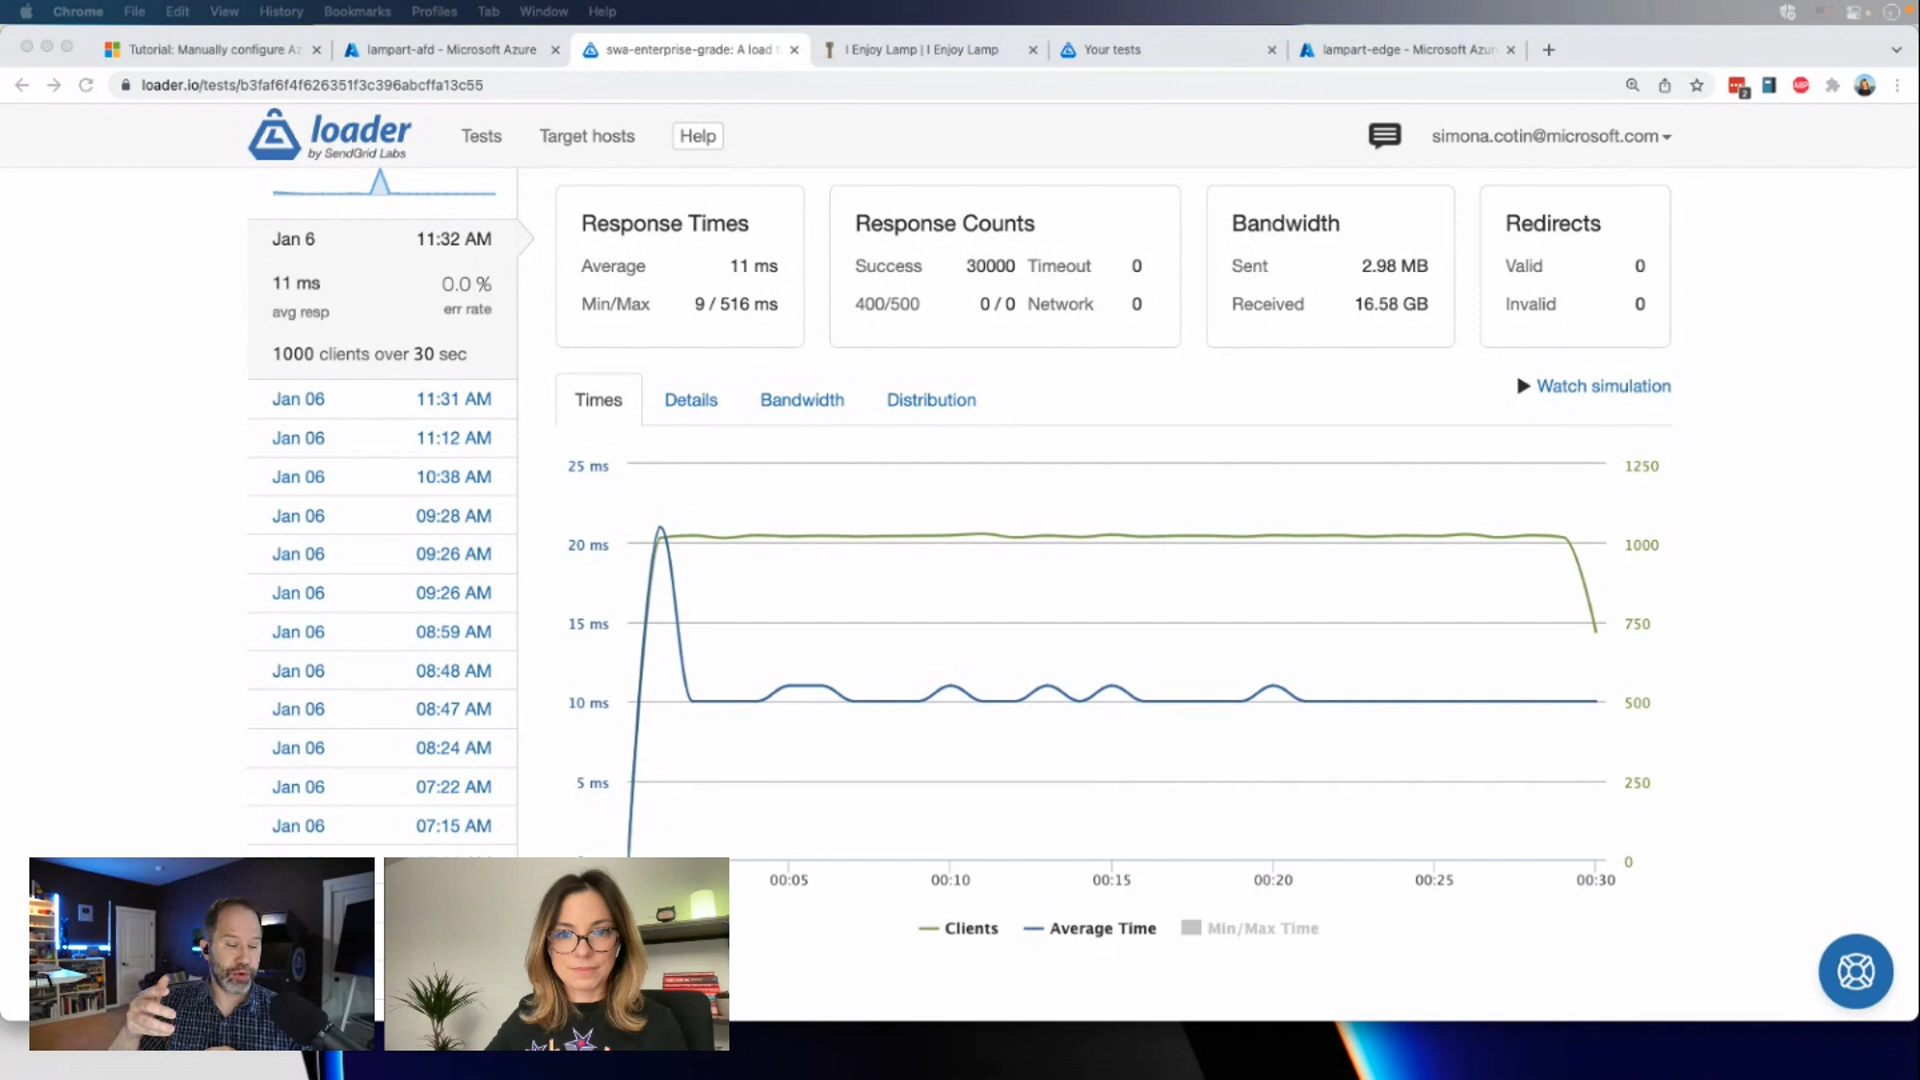 Chrome File Edit View History Bookmarks Profiles Tab Window Help
Tutorial: Manually configure Az
lampart-afd - Microsoft Azure
swa-enterprise-grade: A load t
I Enjoy Lamp | I Enjoy Lamp
Your tests
lampart-edge - Microsoft Azur
loader.io/tests/b3faf6f4f626351f3c396abcffa13c55
2
ABP
loader
by SendGrid Labs
Tests Target hosts Help
simona.cotin@microsoft.com
Jan 6 11:32 AM
11 ms 0.0 %
avg resp err rate
1000 clients over 30 sec
Jan 06 11:31 AM
Jan 06 11:12 AM
Jan 06 10:38 AM
Jan 06 09:28 AM
Jan 06 09:26 AM
Jan 06 09:26 AM
Jan 06 08:59 AM
Jan 06 08:48 AM
Jan 06 08:47 AM
Jan 06 08:24 AM
Jan 06 07:22 AM
Jan 06 07:15 AM
Response Times
Average 11 ms
Min/Max 9 / 516 ms
Response Counts
Success 30000 Timeout 0
400/500 0 / 0 Network 0
Bandwidth
Sent 2.98 MB
Received 16.58 GB
Redirects
Valid 0
Invalid 0
Times Details Bandwidth Distribution
Watch simulation
25 ms 1250
20 ms 1000
15 ms 750
10 ms 500
5 ms 250
0
00:05 00:10 00:15 00:20 00:25 00:30
Clients Average Time Min/Max Time